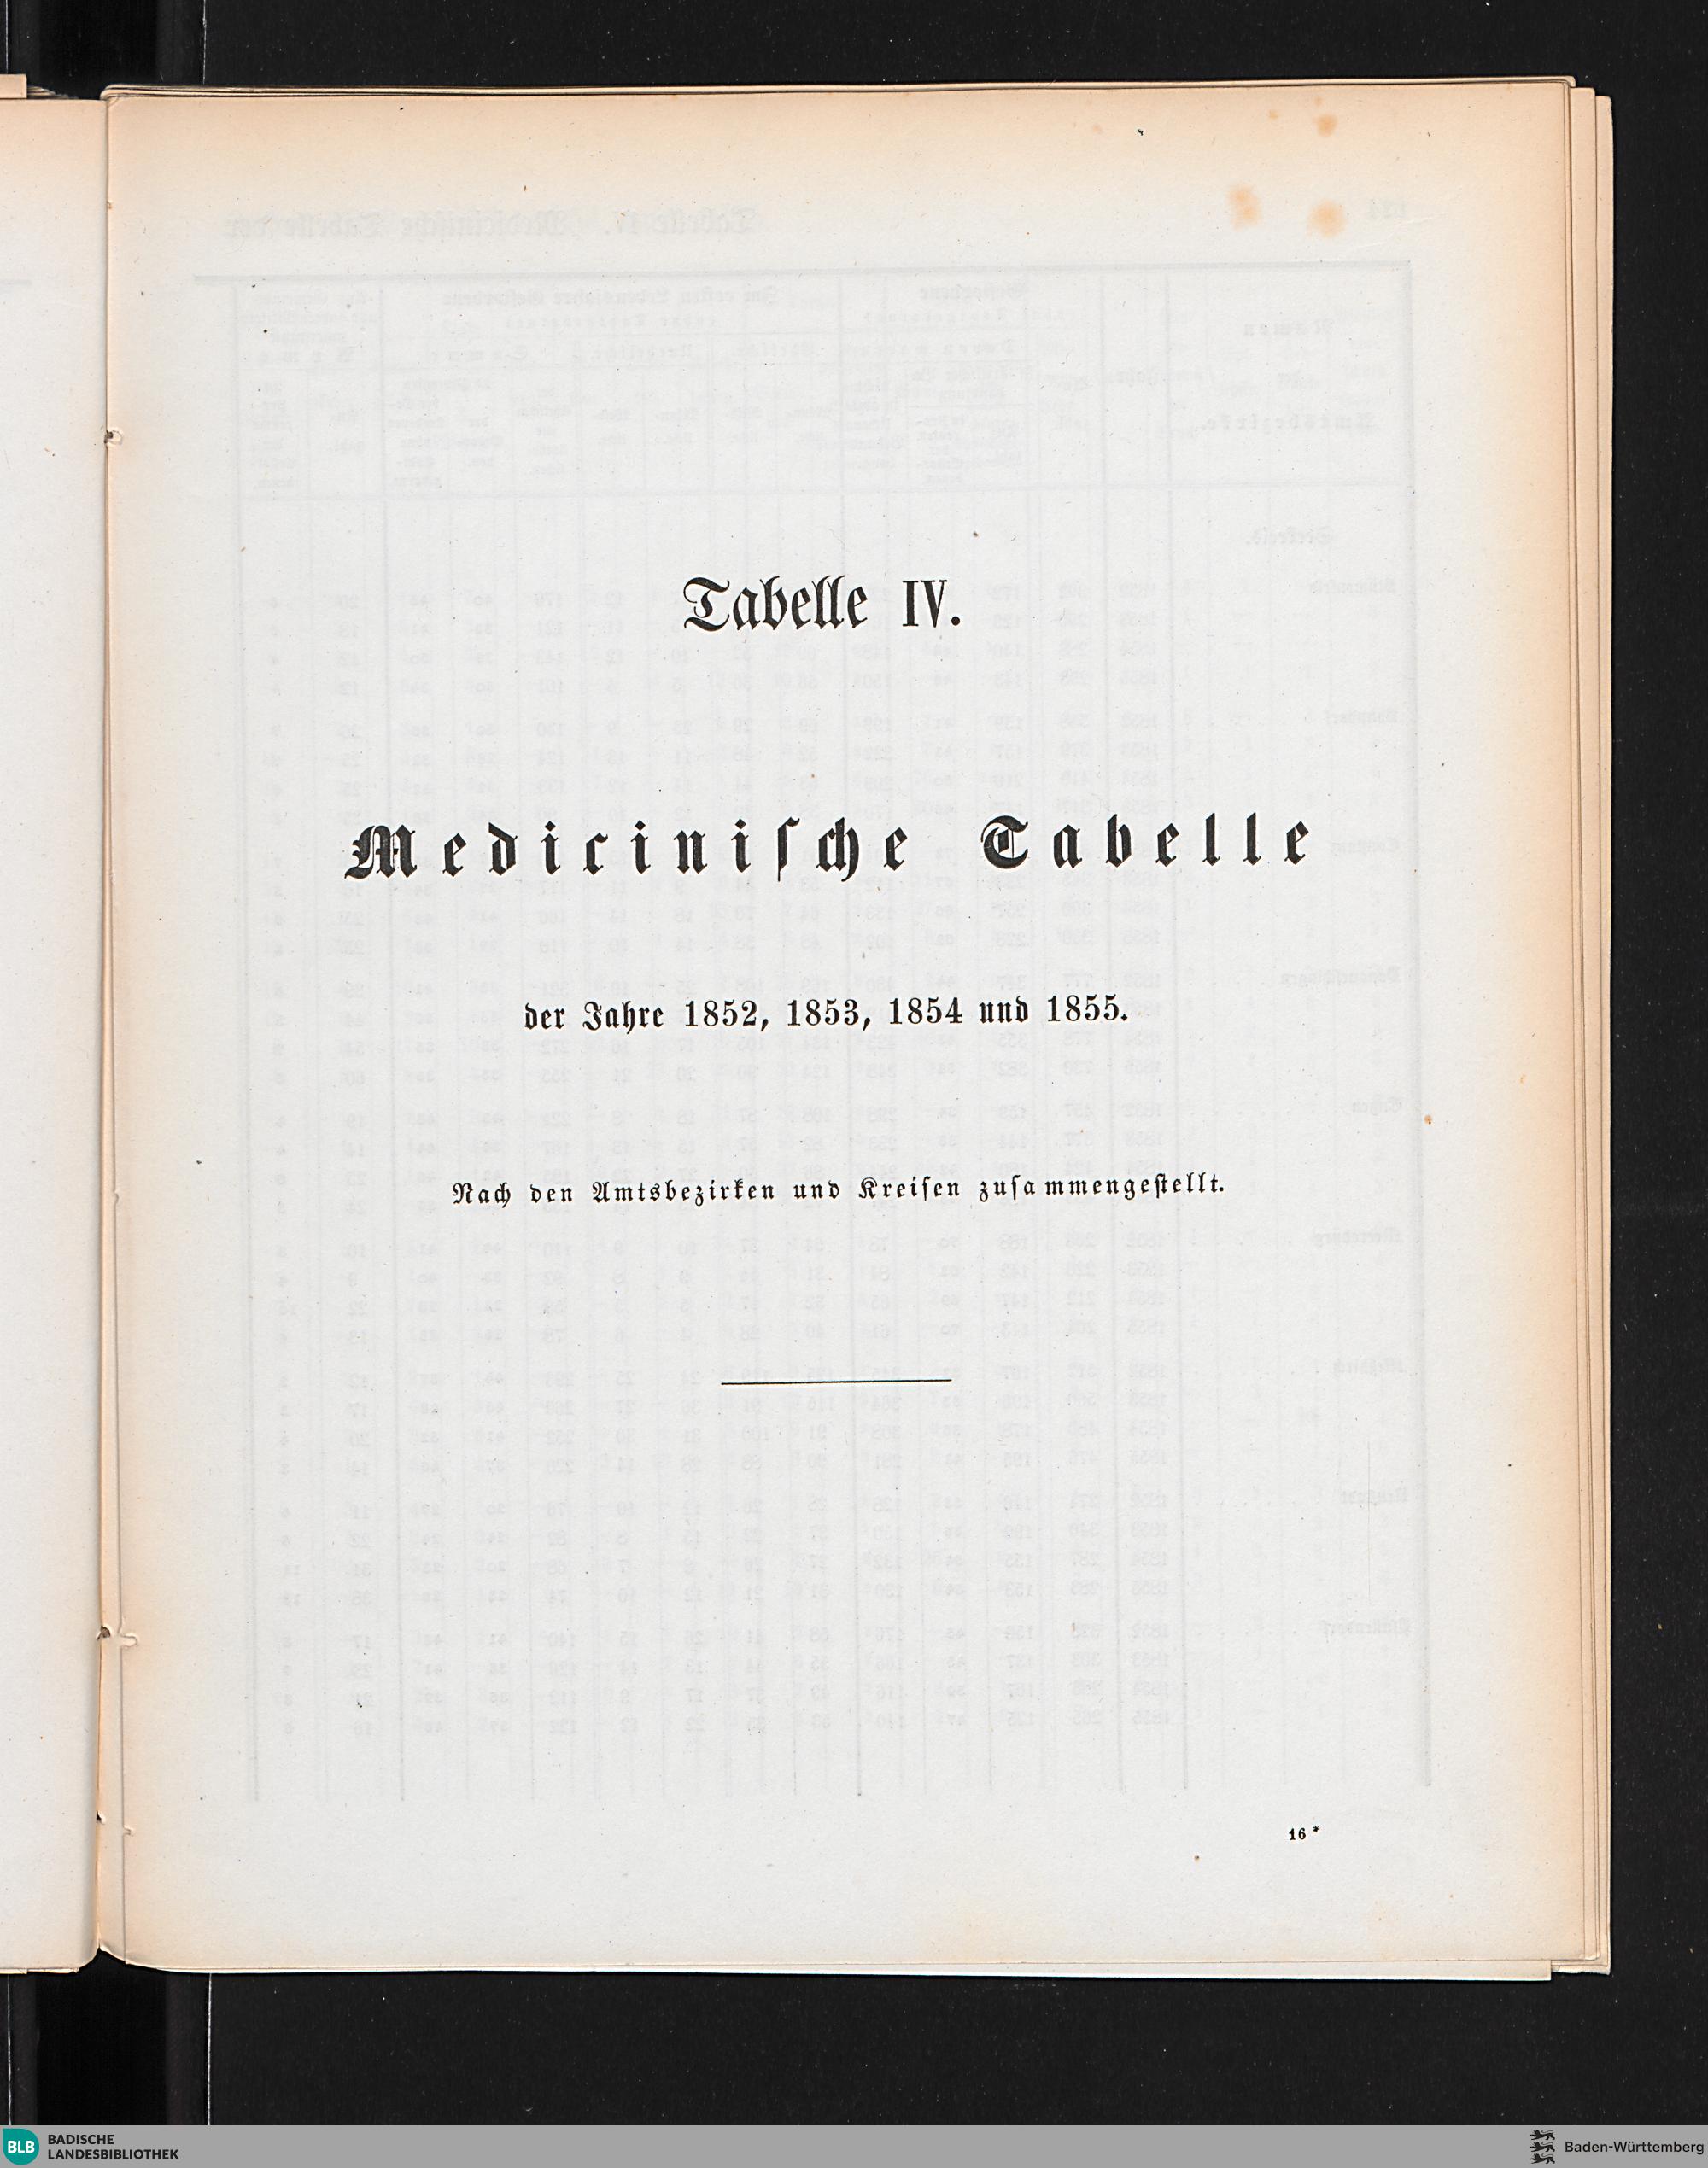 Tabelle IV.
Medicinische Tabelle
der Jahre 1852, 1853, 1854 und 1855.
Nach den Amtsbezirken und Kreisen zusammengestellt.
16 *
BLB BADISCHE
LANDESBIBLIOTHEK
Baden-Württemberg